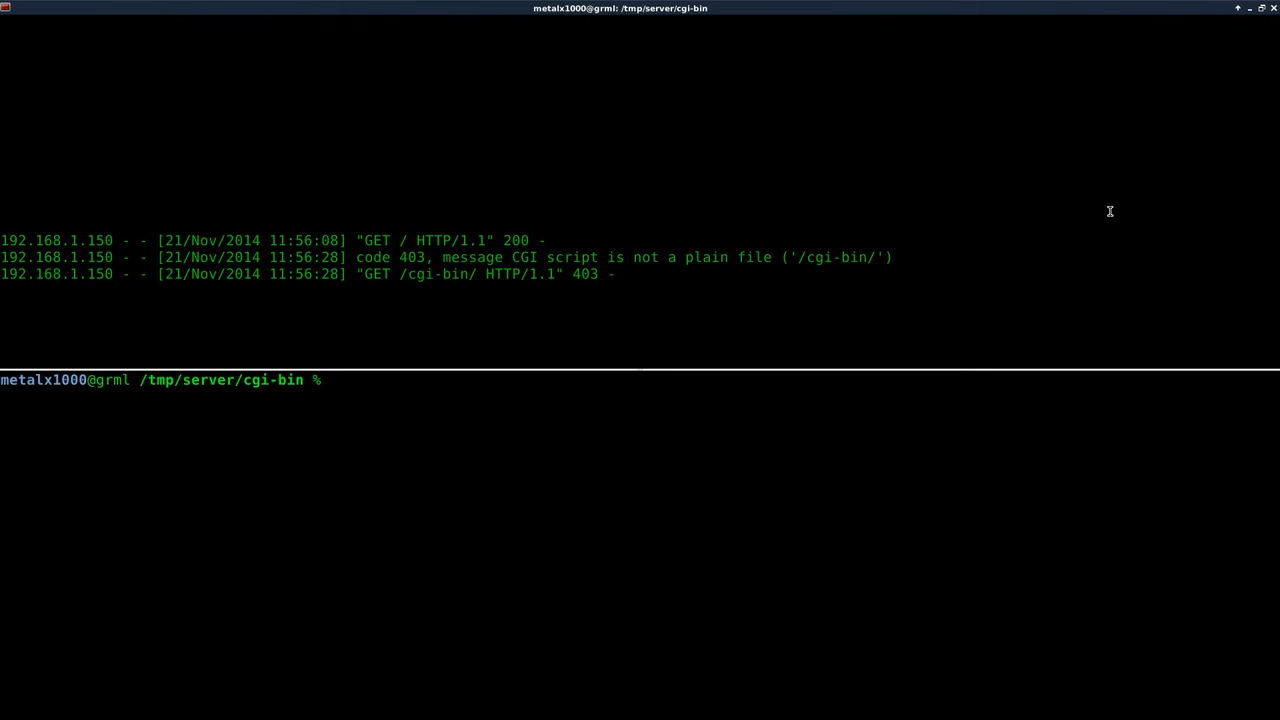 metalx1000@grml: /tmp/server/cgi-bin
192.168.1.150 - - [21/Nov/2014 11:56:08] "GET / HTTP/1.1" 200 -
192.168.1.150 - - [21/Nov/2014 11:56:28] code 403, message CGI script is not a plain file ('/cgi-bin/')
192.168.1.150 - - [21/Nov/2014 11:56:28] "GET /cgi-bin/ HTTP/1.1" 403 -
metalx1000@grml /tmp/server/cgi-bin %